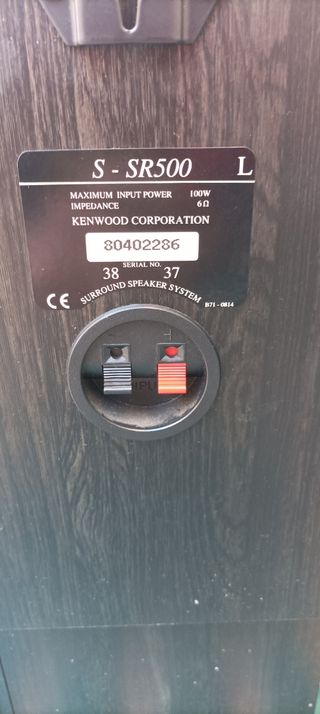 S - SR500 L
MAXIMUM INPUT POWER 100W
IMPEDANCE 6Ω
KENWOOD CORPORATION
80402286
SERIAL NO.
38 37
CE SURROUND SPEAKER SYSTEM B71 - 0814